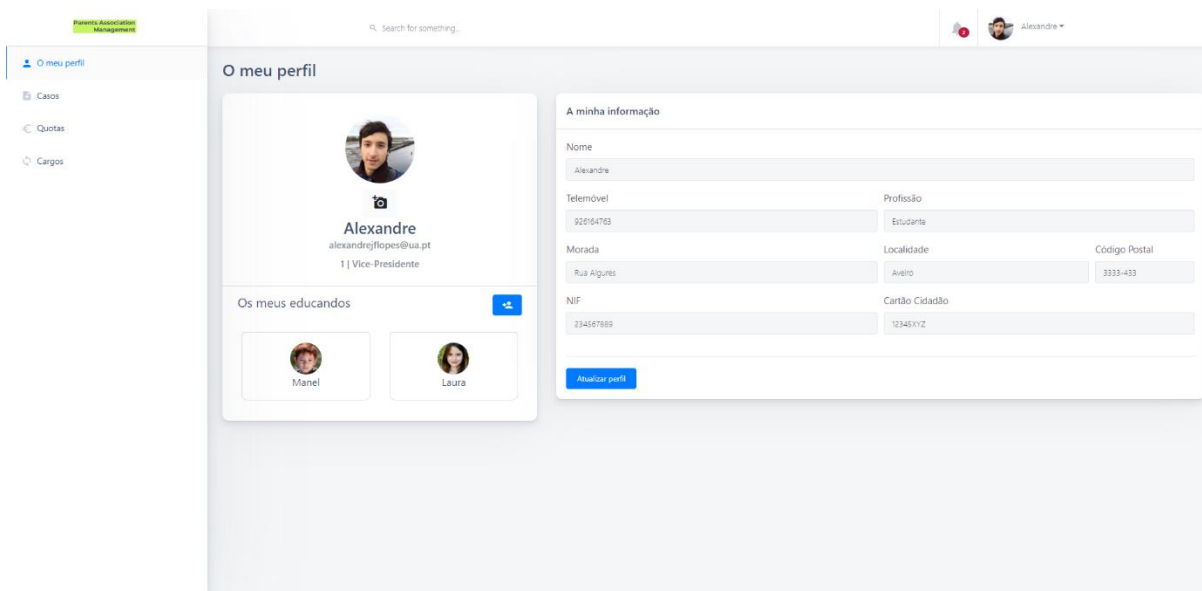 Parents Association
Management
Search for something..
2
Alexandre
O meu perfil
Casos
Quotas
Cargos
O meu perfil
Alexandre
alexandrejflopes@ua.pt
1 | Vice-Presidente
Os meus educandos
Manel
Laura
A minha informação
Nome
Alexandre
Telemóvel
Profissão
926164763
Estudante
Morada
Localidade
Código Postal
Rua Algures
Aveiro
3333-433
NIF
Cartão Cidadão
234567889
12345XYZ
Atualizar perfil